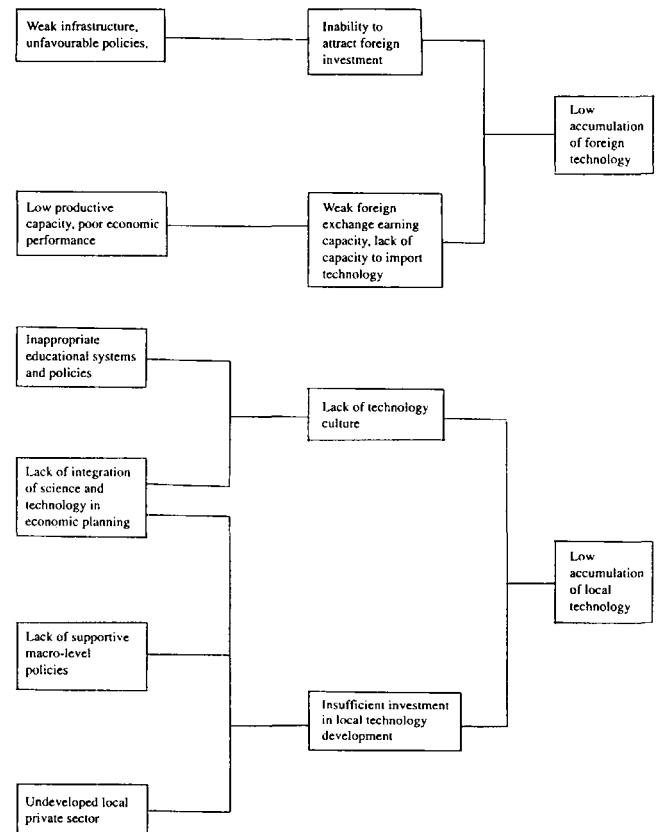 Weak infrastructure,
unfavourable policies,
Inability to
attract foreign
investment
Low
accumulation
of foreign
technology
Low productive
capacity, poor economic
performance
Weak foreign
exchange earning
capacity, lack of
capacity to import
technology
Inappropriate
educational systems
and policies
Lack of technology
culture
Lack of integration
of science and
technology in
economic planning
Low
accumulation
of local
technology
Lack of supportive
macro-level
policies
Insufficient investment
in local technology
development
Undeveloped local
private sector